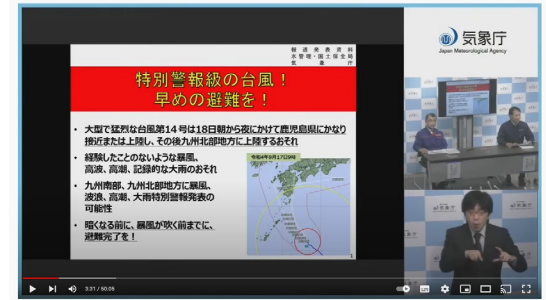 報道発表資料
水管理・国土保全局
気象庁
気象庁
Japan Meteorological Agency
特別警報級の台風！
早めの避難を！
・ 大型で猛烈な台風第14号は18日朝から夜にかけて鹿児島県にかなり
接近または上陸し、その後九州北部地方に上陸するおそれ
・ 経験したことのないような暴風、
高波、高潮、記録的な大雨のおそれ
・ 九州南部、九州北部地方に暴風、
波浪、高潮、大雨特別警報発表の
可能性
・ 暗くなる前に、暴風が吹く前までに、
避難完了を！
令和4年9月17日9時
1
3:31 / 50:05